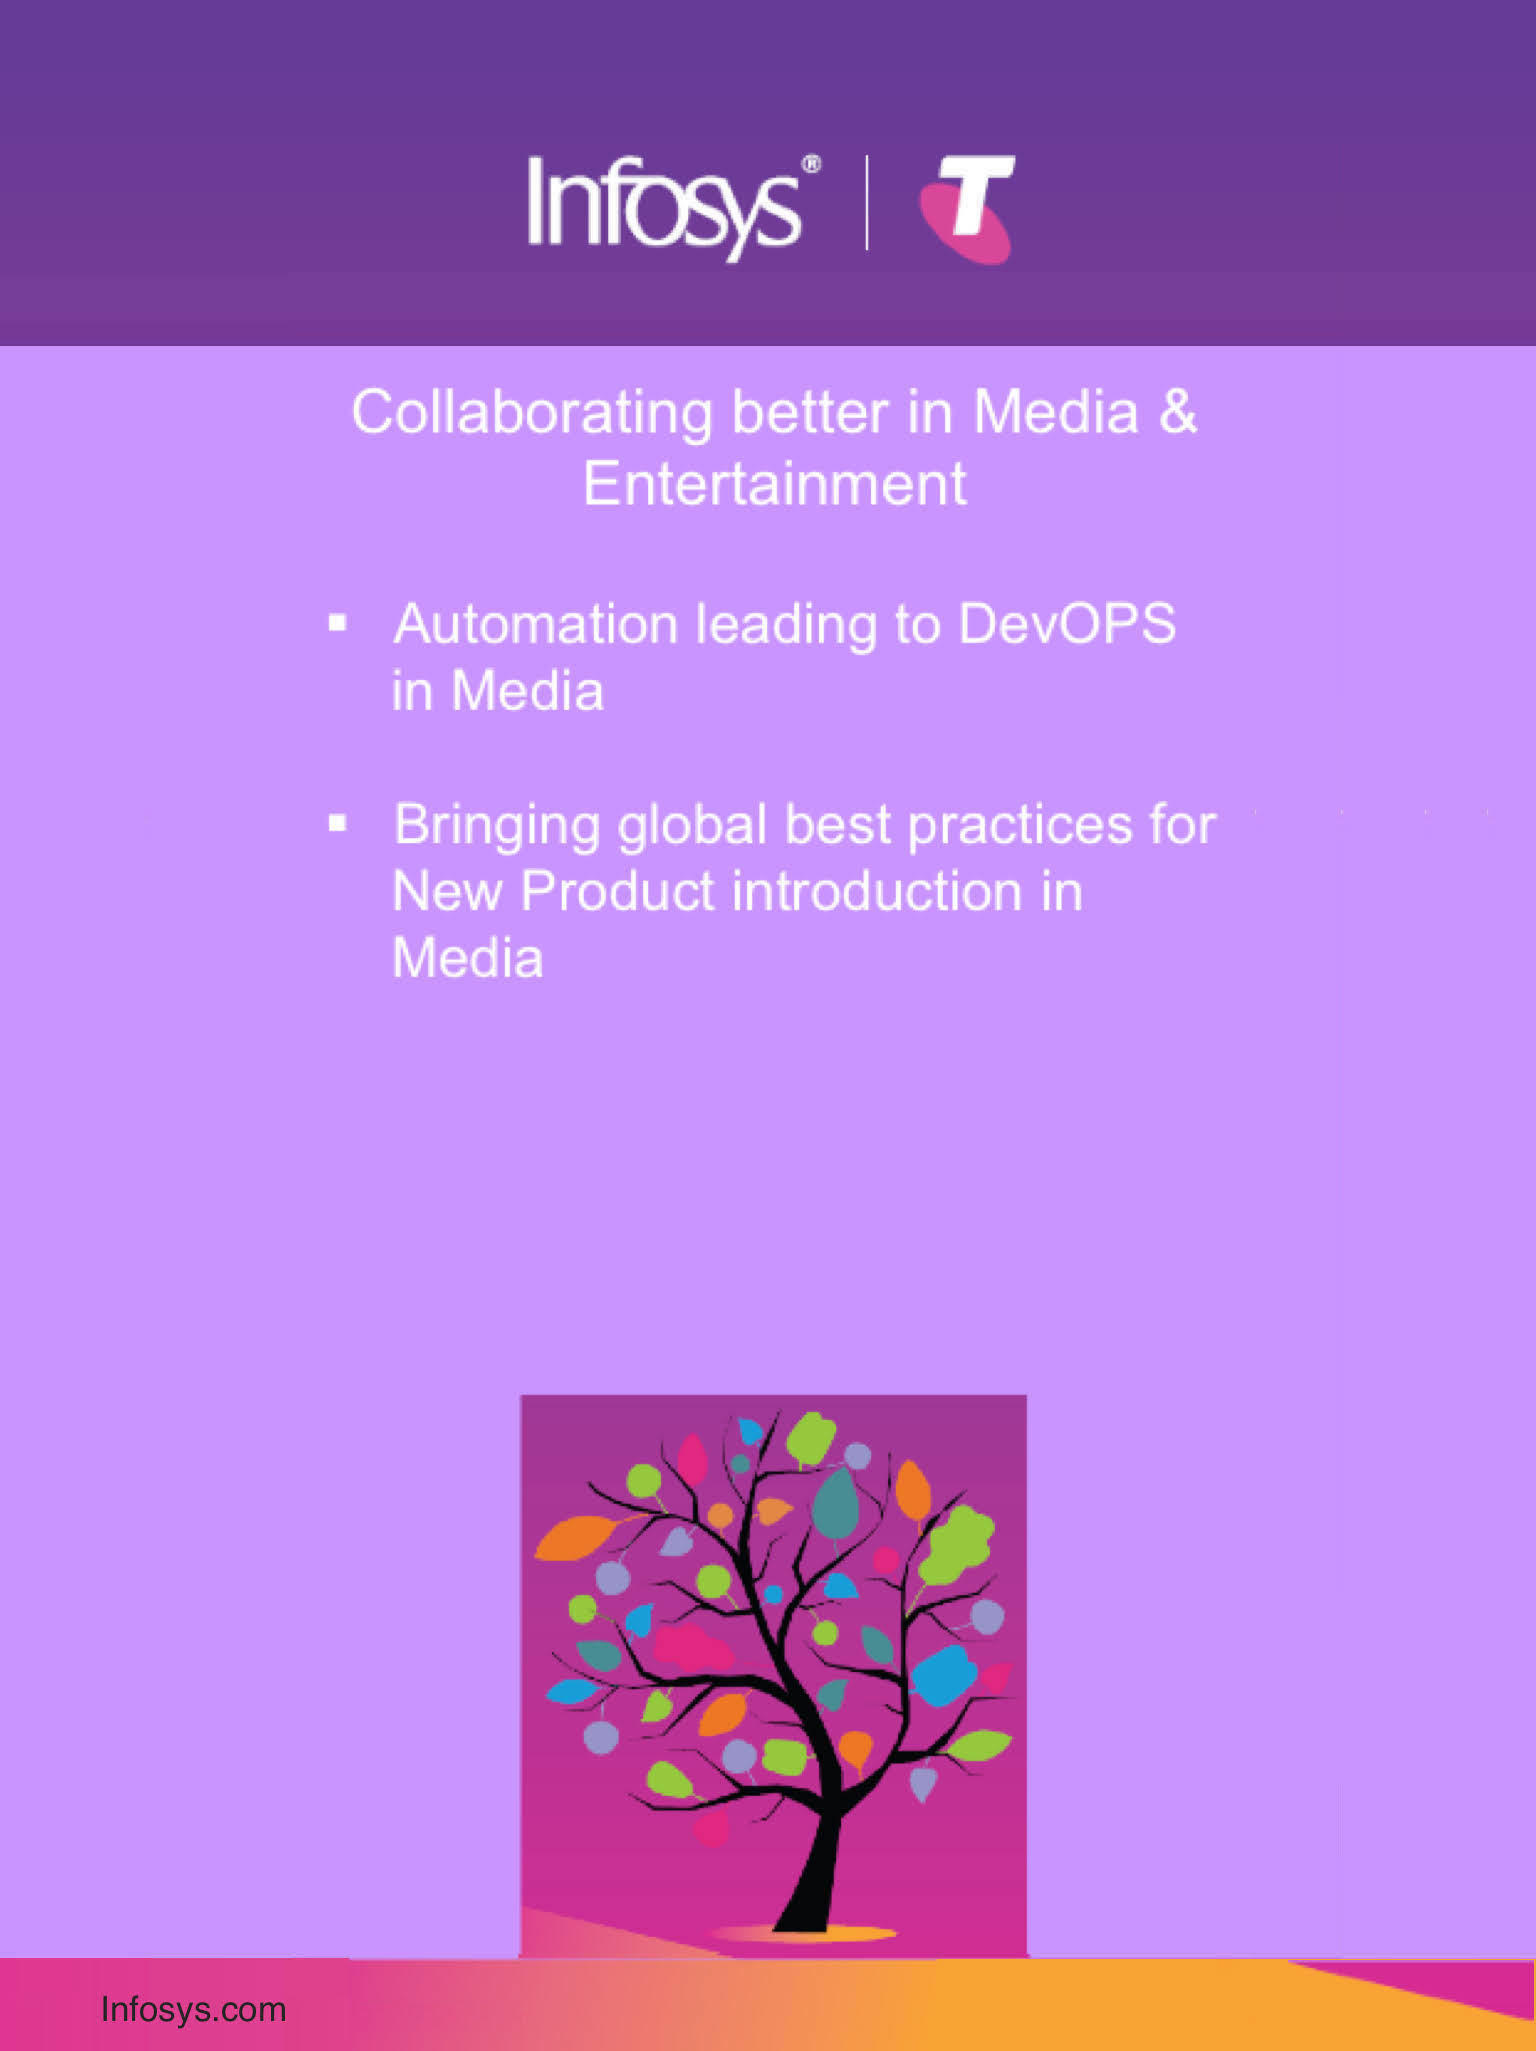 Infosys® | T
Collaborating better in Media &
Entertainment
▪ Automation leading to DevOPS
in Media
▪ Bringing global best practices for
New Product introduction in
Media
Infosys.com